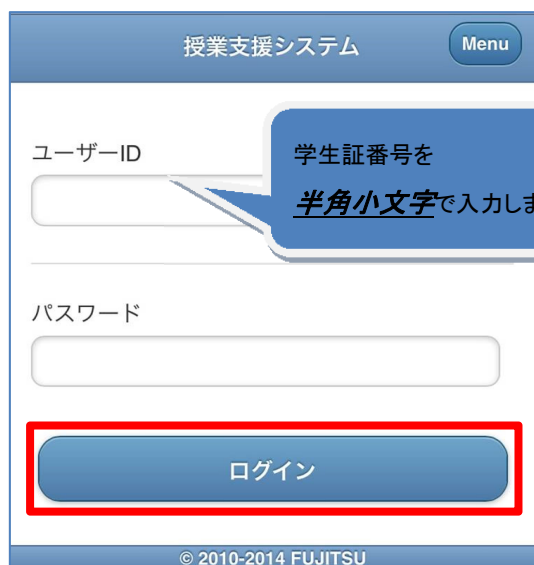 授業支援システム
Menu
ユーザーID
学生証番号を
半角小文字で入力しま
パスワード
ログイン
© 2010-2014 FUJITSU